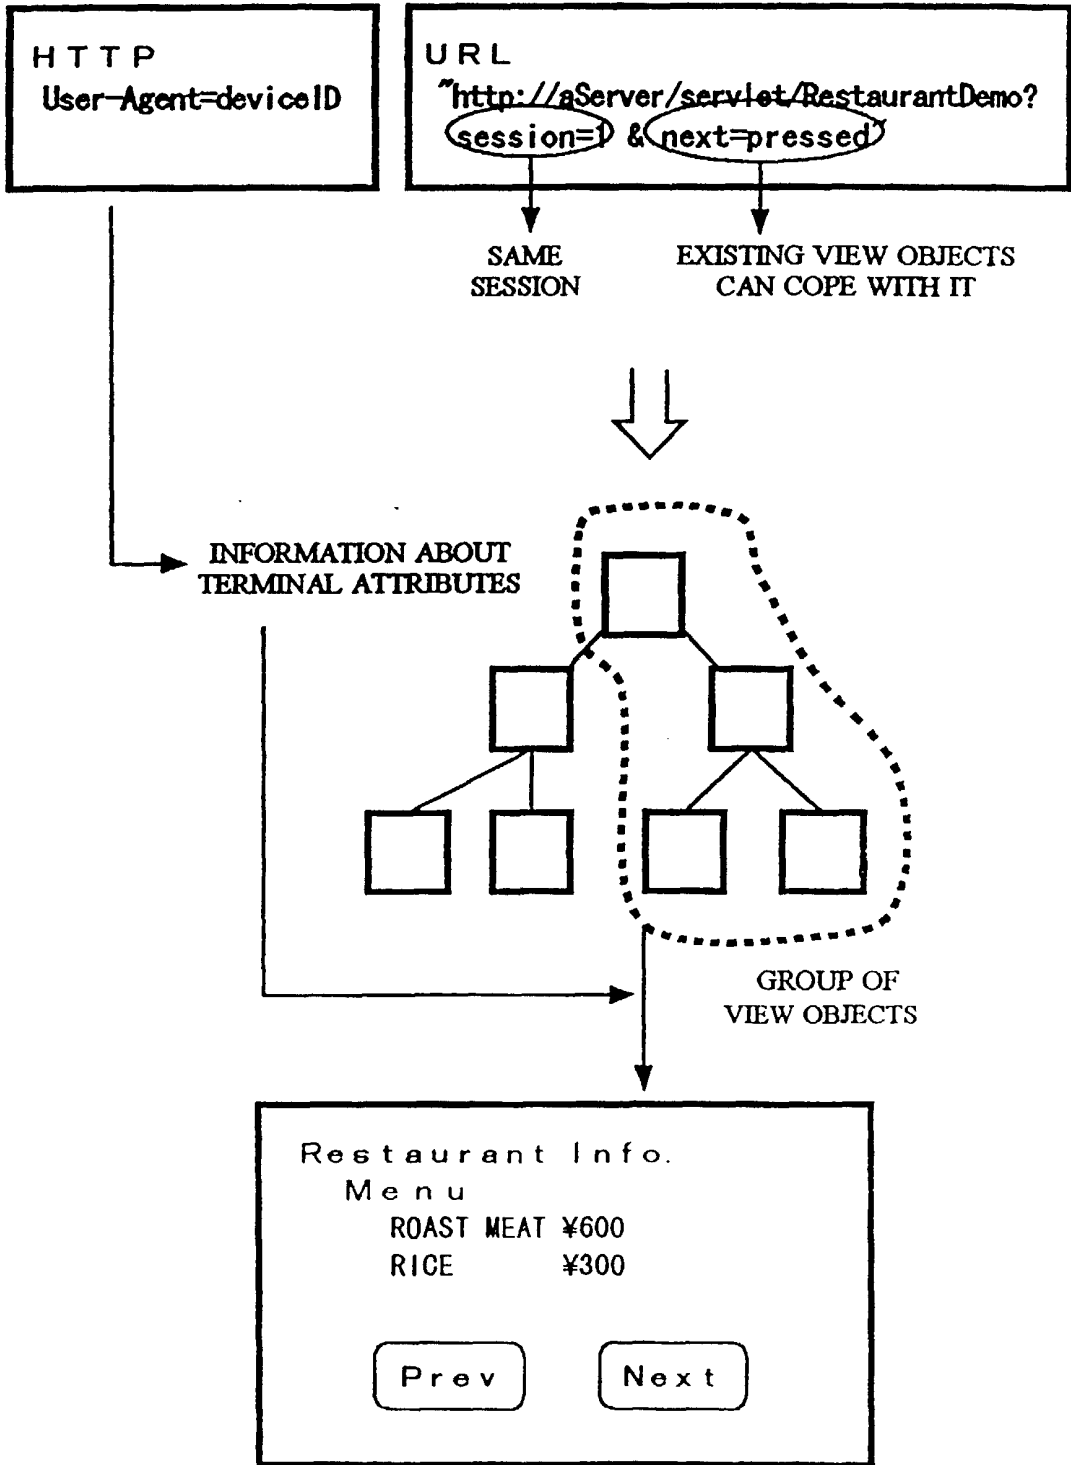 HTTP
User-Agent=deviceID
URL
"http://aServer/servlet/RestaurantDemo?
session=1 & next=pressed"
SAME
SESSION
EXISTING VIEW OBJECTS
CAN COPE WITH IT
INFORMATION ABOUT
TERMINAL ATTRIBUTES
GROUP OF
VIEW OBJECTS
Restaurant Info.
Menu
ROAST MEAT ¥600
RICE ¥300
Prev
Next